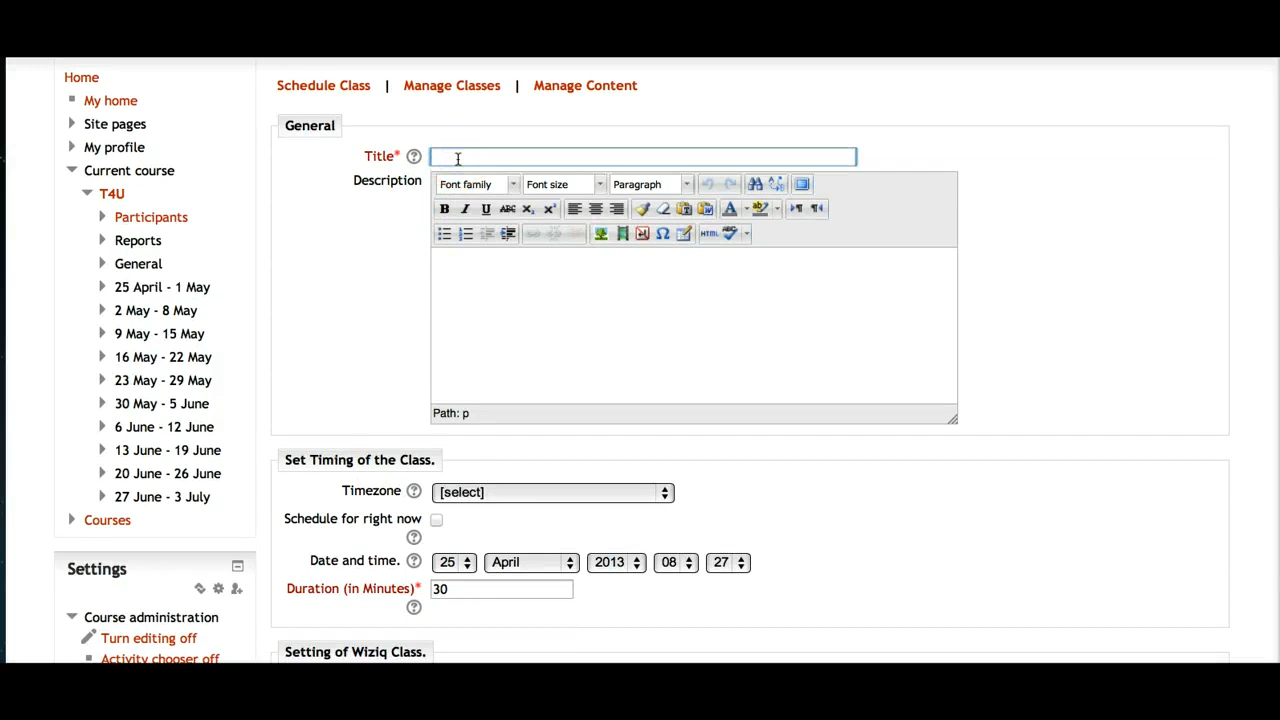 Home
My home
Site pages
My profile
Current course
T4U
Participants
Reports
General
25 April - 1 May
2 May - 8 May
9 May - 15 May
16 May - 22 May
23 May - 29 May
30 May - 5 June
6 June - 12 June
13 June - 19 June
20 June - 26 June
27 June - 3 July
Courses
Settings
Course administration
Turn editing off
Activity chooser off
Schedule Class | Manage Classes | Manage Content
General
Title* ?
Description
Font family Font size Paragraph
B I U ABC X₂ X² A ab
Ω HTML
Path: p
Set Timing of the Class.
Timezone ? [select]
Schedule for right now
?
Date and time. ? 25 April 2013 08 27
Duration (in Minutes)* 30
?
Setting of Wiziq Class.